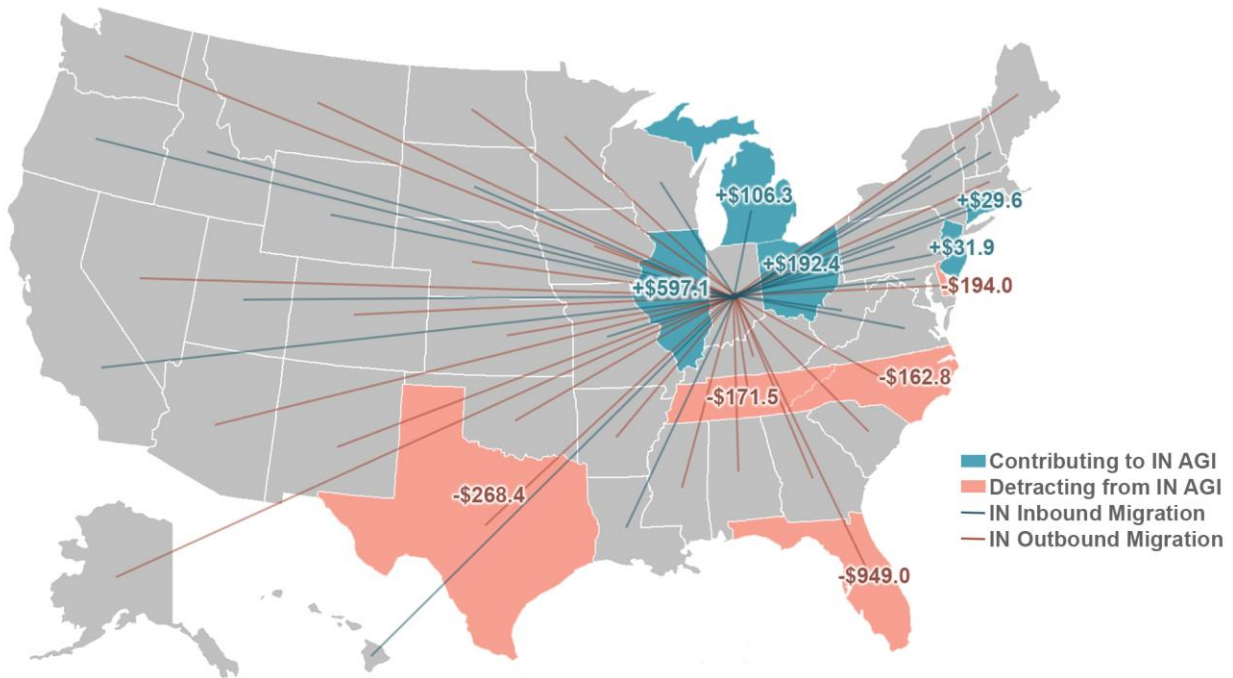 +$106.3
+$29.6
+$31.9
+$192.4
+$597.1
-$194.0
-$162.8
-$171.5
-$268.4
-$949.0
Contributing to IN AGI
Detracting from IN AGI
IN Inbound Migration
IN Outbound Migration